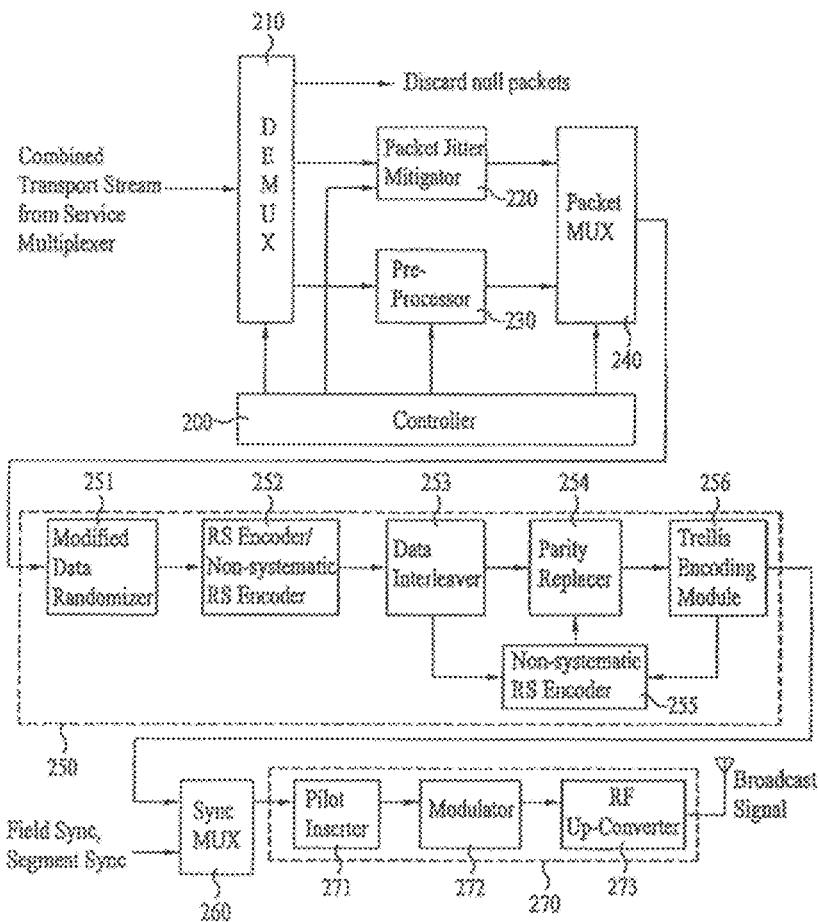 210
Discard null packets
DEMUX
Combined
Transport Stream
from Service
Multiplexer
Packet Jitter
Mitigator
220
Packet
MUX
Pre-
Processor
230
240
200
Controller
251
252
253
254
256
Modified
Data
Randomizer
RS Encoder/
Non-systematic
RS Encoder
Data
Interleaver
Parity
Replacer
Trellis
Encoding
Module
Non-systematic
RS Encoder
255
250
Field Sync,
Segment Sync
Sync
MUX
260
Pilot
Inserter
271
Modulator
272
RF
Up-Converter
273
270
Broadcast
Signal